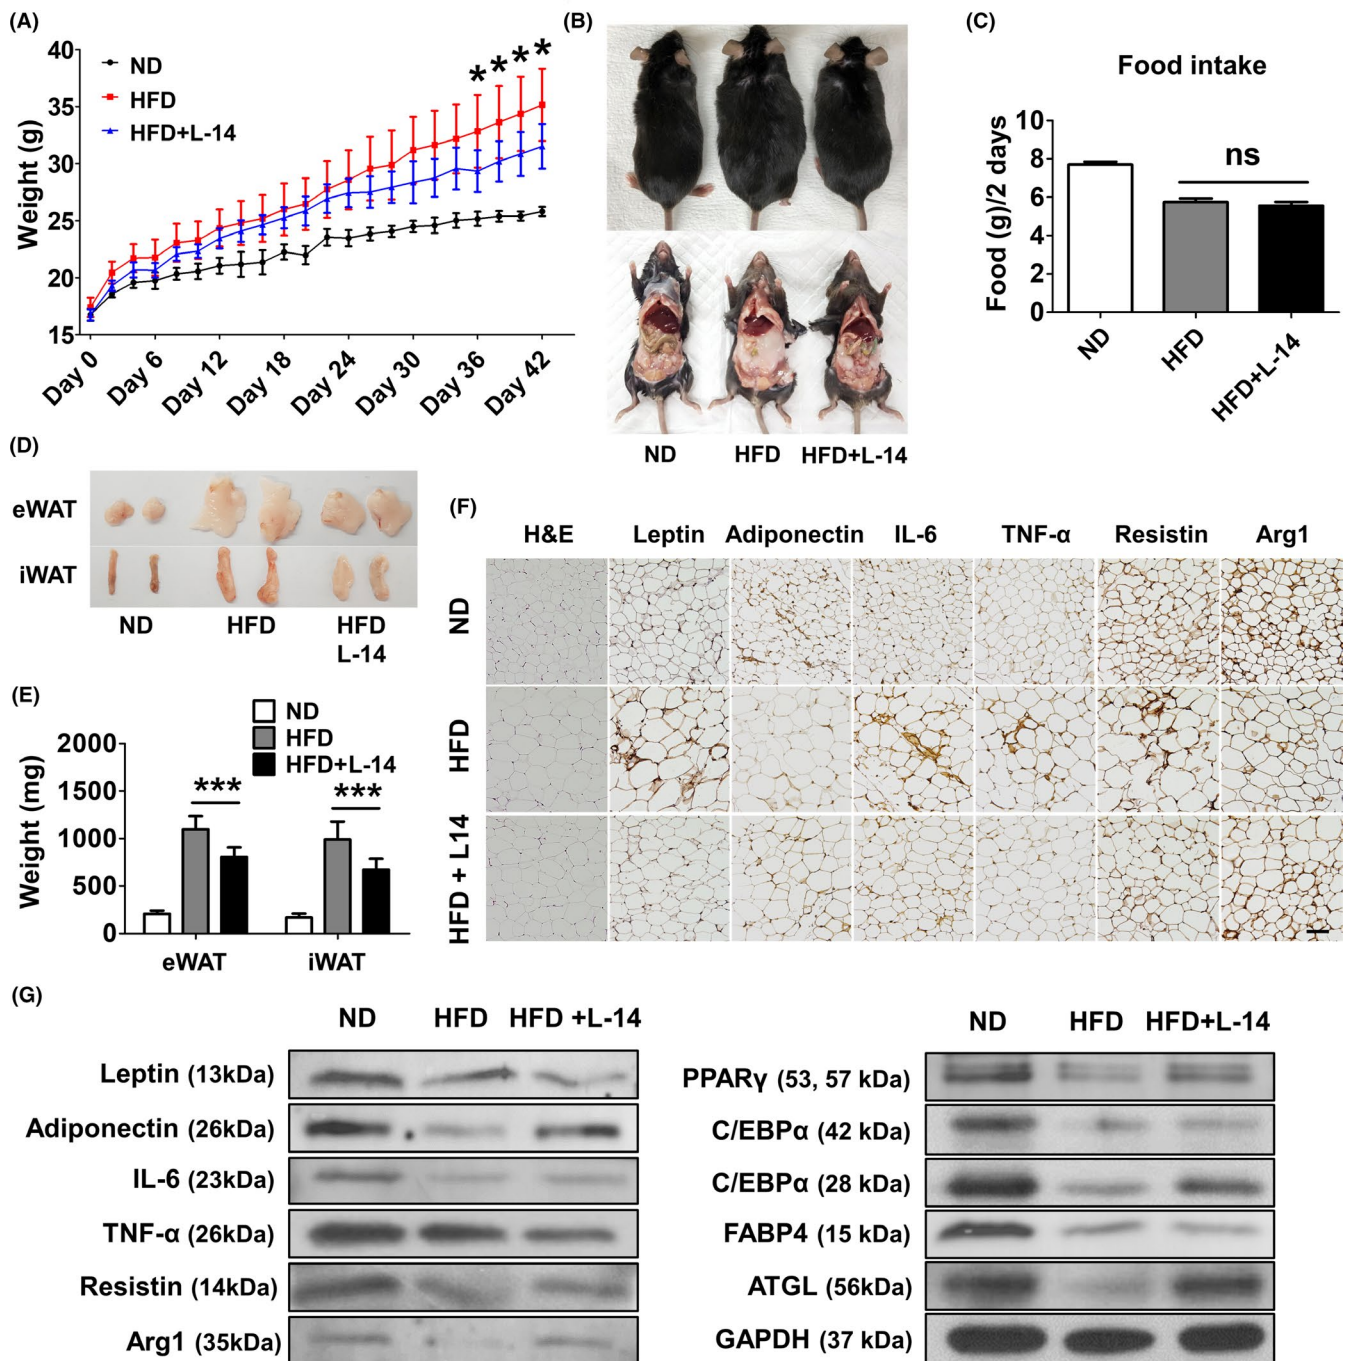 (A)
40
35
30
25
20
15
Weight (g)
ND
HFD
HFD+L-14
* * * *
Day 0
Day 6
Day 12
Day 18
Day 24
Day 30
Day 36
Day 42
(B)
ND HFD HFD+L-14
(C)
Food intake
Food (g)/2 days
10
8
6
4
2
0
ns
ND
HFD
HFD+L-14
(D)
eWAT
iWAT
ND HFD HFD
L-14
(E)
ND
HFD
HFD+L-14
Weight (mg)
2000
1500
1000
500
0
*** ***
eWAT iWAT
(F)
H&E Leptin Adiponectin IL-6 TNF-α Resistin Arg1
ND
HFD
HFD + L14
(G)
ND HFD HFD +L-14
Leptin (13kDa)
Adiponectin (26kDa)
IL-6 (23kDa)
TNF-α (26kDa)
Resistin (14kDa)
Arg1 (35kDa)
ND HFD HFD+L-14
PPARγ (53, 57 kDa)
C/EBPα (42 kDa)
C/EBPα (28 kDa)
FABP4 (15 kDa)
ATGL (56kDa)
GAPDH (37 kDa)